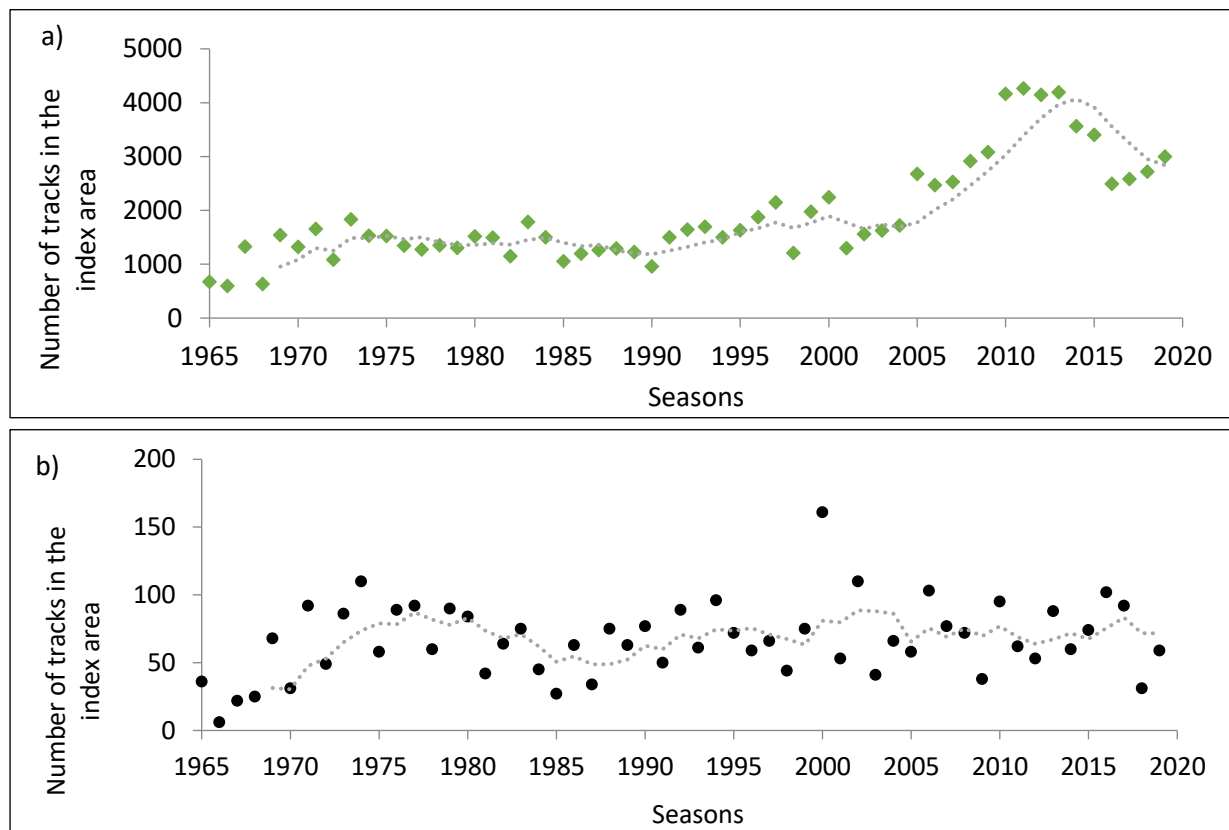 a)
Number of tracks in the
index area
5000
4000
3000
2000
1000
0
1965 1970 1975 1980 1985 1990 1995 2000 2005 2010 2015 2020
Seasons
b)
Number of tracks in the
index area
200
150
100
50
0
1965 1970 1975 1980 1985 1990 1995 2000 2005 2010 2015 2020
Seasons